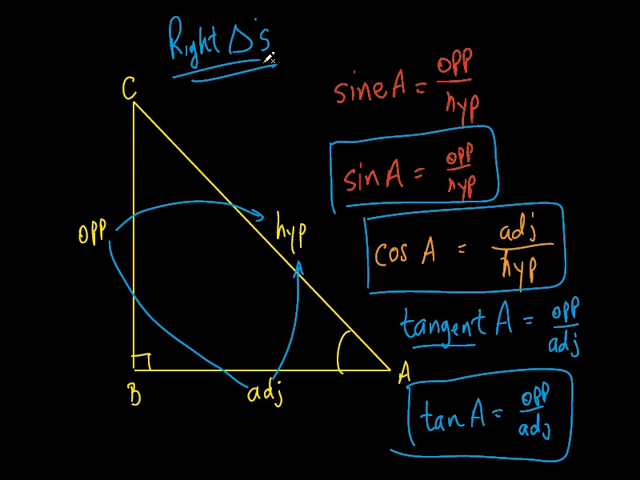 Right Δ's
C
opp
hyp
B
adj
A
sine A = opp/hyp
sin A = opp/hyp
cos A = adj/hyp
tangent A = opp/adj
tan A = opp/adj